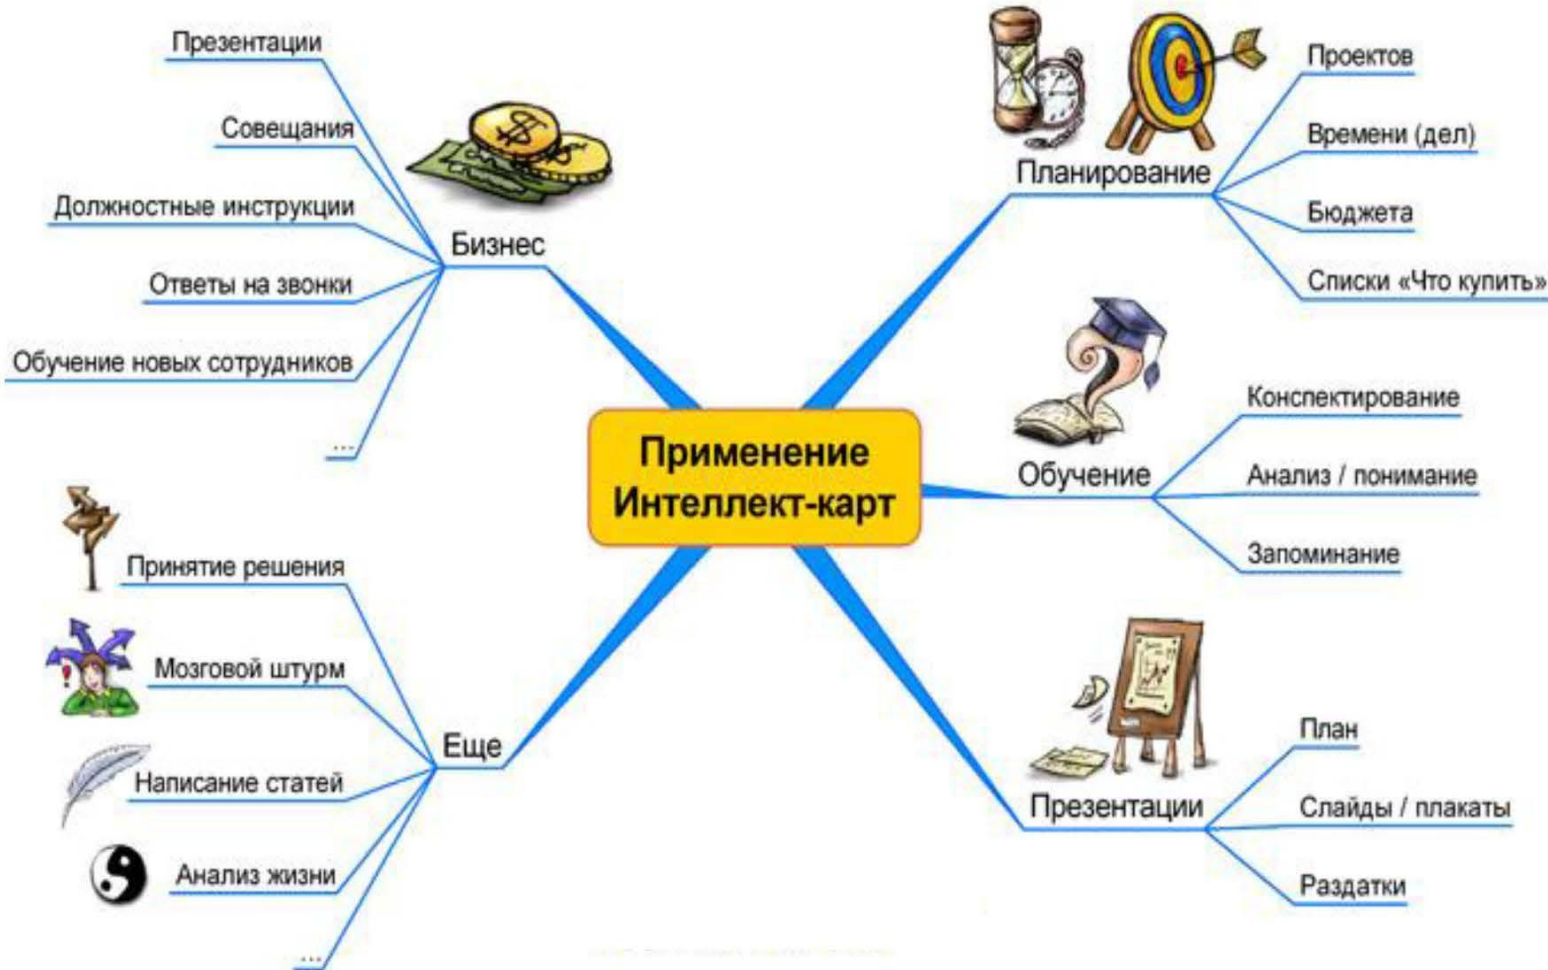 Применение
Интеллект-карт
Планирование
Проектов
Времени (дел)
Бюджета
Списки «Что купить»
Обучение
Конспектирование
Анализ / понимание
Запоминание
Презентации
План
Слайды / плакаты
Раздатки
Бизнес
Презентации
Совещания
Должностные инструкции
Ответы на звонки
Обучение новых сотрудников
...
Еще
Принятие решения
Мозговой штурм
Написание статей
Анализ жизни
...